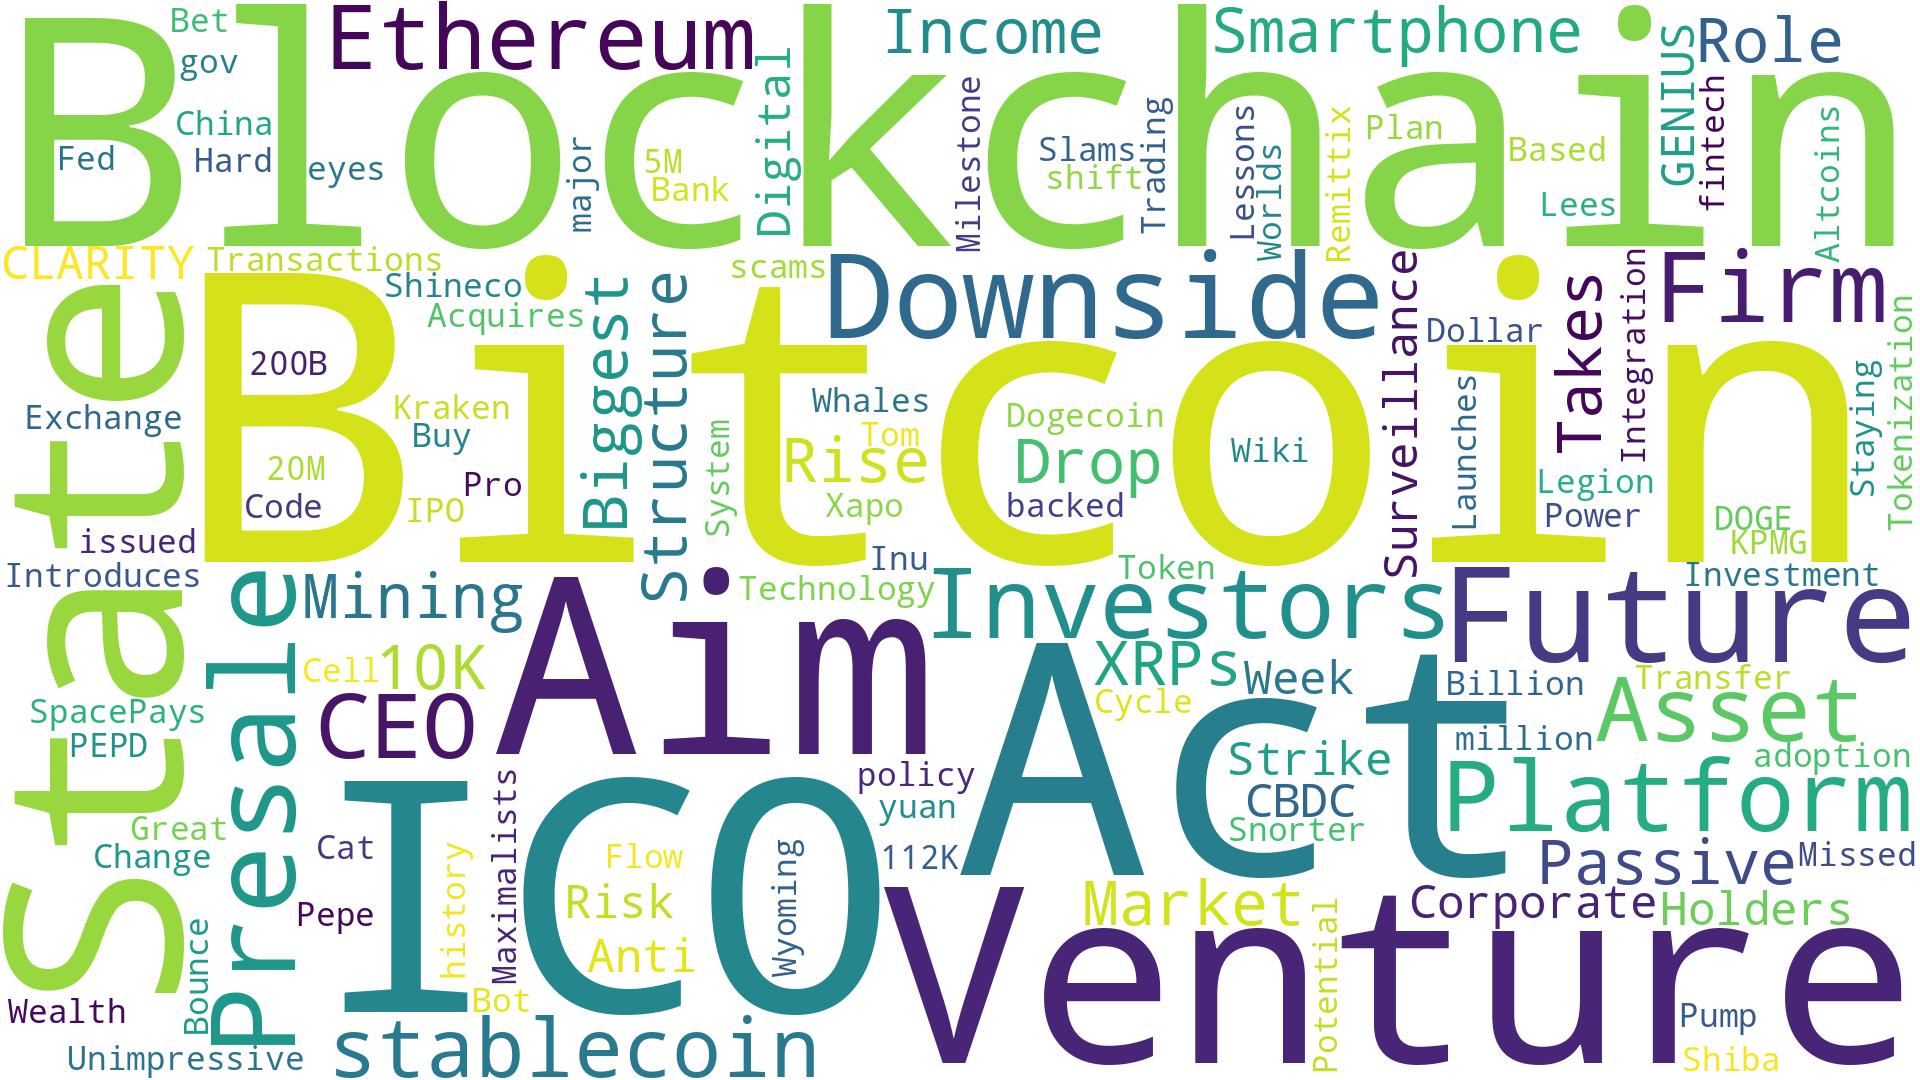 Blockchain
Bet
gov
China
Fed
Hard
eyes
Ethereum
major
5M
Bank
Digital
Income
Milestone
Slams
shift
Trading
Smartphone
Lessons
Worlds
Remittix
Plan
Based
Lees
GENIUS
Role
fintech
Altcoins
CLARITY
Transactions
State
Bitcoin
Shineco
Acquires
Biggest
Structure
scams
Downside
Surveillance
Dollar
Takes
Integration
Firm
Tokenization
Staying
200B
Exchange
Kraken
Buy
Whales
Tom
Rise
Dogecoin
Drop
Wiki
Launches
Legion
Power
20M
Code
Pro
IPO
System
Xapo
backed
DOGE
KPMG
issued
Introduces
Presale
Mining
Inu
Technology
Token
Investors
Investment
Future
Aim
Cell
10K
CEO
XRPs
Week
Cycle
Act
Billion
Transfer
Asset
million
adoption
SpacePays
PEPD
Strike
CBDC
Snorter
Platform
policy
yuan
112K
Great
Change
Cat
Pepe
ICO
history
Maximalists
Flow
Risk
Anti
Wyoming
Passive
Missed
Market
Corporate
Holders
Venture
Potential
Bounce
Wealth
Bot
Unimpressive
stablecoin
Pump
Shiba